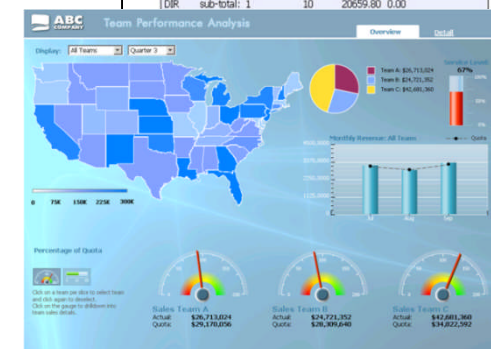 DIR sub-total: 1 10 20659.80 0.00
ABC COMPANY Team Performance Analysis
Overview Detail
Display: All Teams Quarter 3
Service Level
67%
Team A: $26,713,024
Team B: $24,721,352
Team C: $42,601,360
Monthly Revenue: All Teams Quota
0 75K 150K 225K 300K
Jul Aug Sep
Percentage of Quota
Click on a team pie slice to select team
and click again to deselect.
Click on the gauge to drilldown into
team sales details.
Sales Team A
Actual: $26,713,024
Quota: $29,170,056
Sales Team B
Actual: $24,721,352
Quota: $28,309,640
Sales Team C
Actual: $42,601,360
Quota: $34,822,592